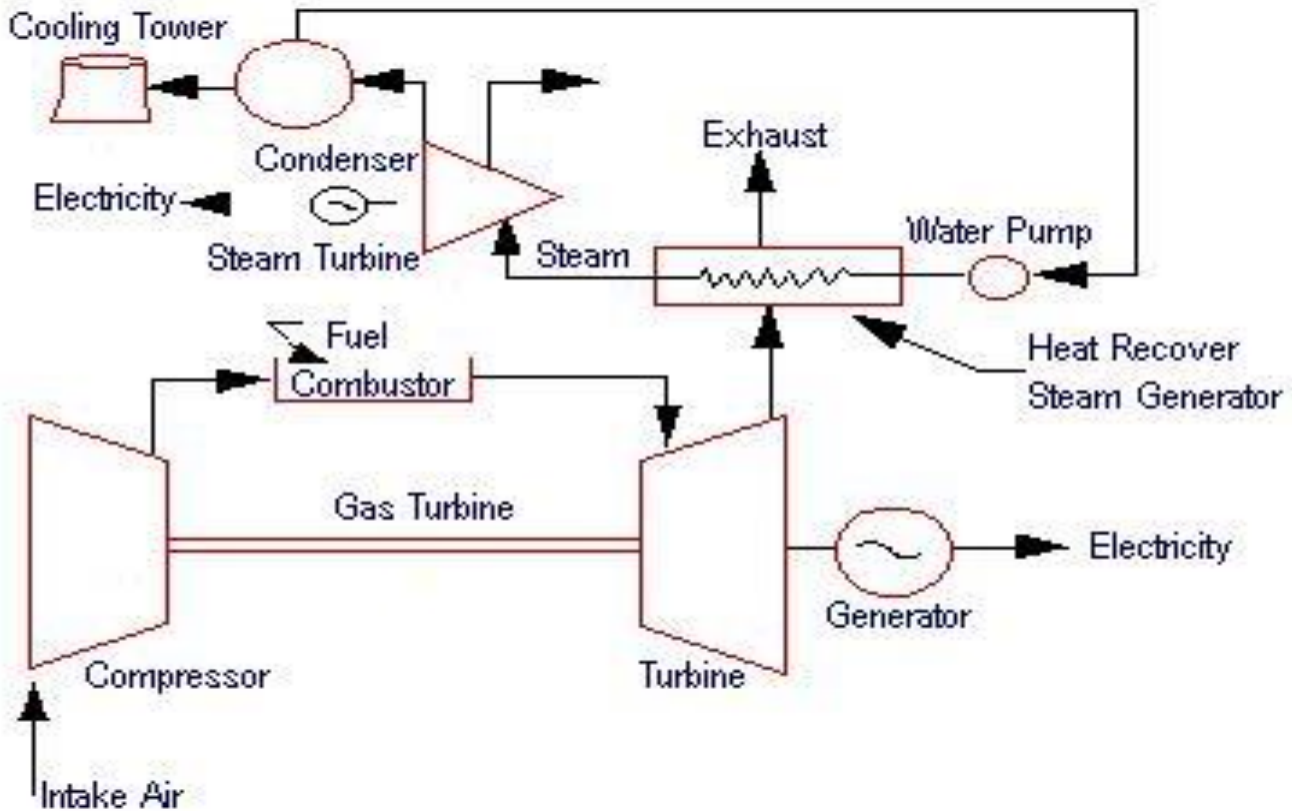 Cooling Tower
Condenser
Exhaust
Electricity
Water Pump
Steam Turbine
Steam
Fuel
Combustor
Heat Recover
Steam Generator
Gas Turbine
Electricity
Generator
Compressor
Turbine
Intake Air